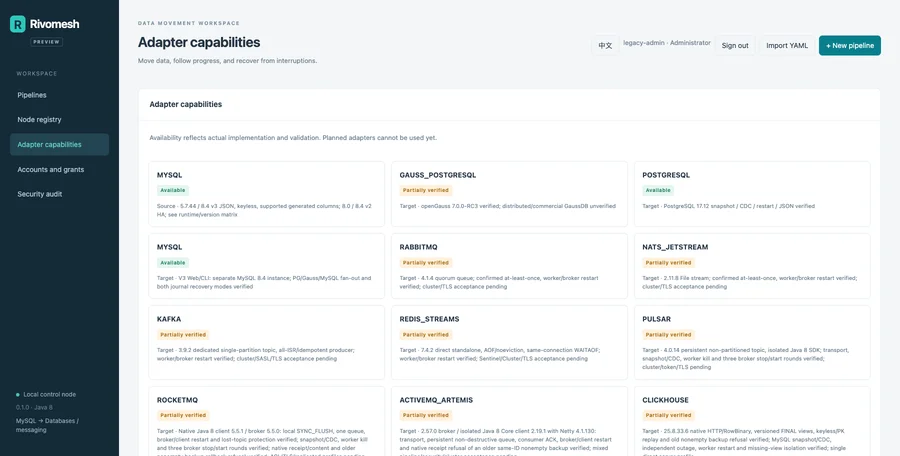 R Rivomesh
PREVIEW
WORKSPACE
Pipelines
Node registry
Adapter capabilities
Accounts and grants
Security audit
Local control node
0.1.0 · Java 8
MySQL → Databases /
messaging
DATA MOVEMENT WORKSPACE
Adapter capabilities
Move data, follow progress, and recover from interruptions.
中文
legacy-admin · Administrator
Sign out
Import YAML
+ New pipeline
Adapter capabilities
Availability reflects actual implementation and validation. Planned adapters cannot be used yet.
MYSQL
Available
Source · 5.7.44 / 8.4 v3 JSON, keyless, supported generated columns; 8.0 / 8.4 v2
HA; see runtime/version matrix
GAUSS_POSTGRESQL
Partially verified
Target · openGauss 7.0.0-RC3 verified; distributed/commercial GaussDB unverified
POSTGRESQL
Available
Target · PostgreSQL 17.12 snapshot / CDC / restart / JSON verified
MYSQL
Available
Target · V3 Web/CLI: separate MySQL 8.4 instance; PG/Gauss/MySQL fan-out and
both journal recovery modes verified
RABBITMQ
Partially verified
Target · 4.1.4 quorum queue; confirmed at-least-once, worker/broker restart
verified; cluster/TLS acceptance pending
NATS_JETSTREAM
Partially verified
Target · 2.11.8 File stream; confirmed at-least-once, worker/broker restart verified;
cluster/TLS acceptance pending
KAFKA
Partially verified
Target · 3.9.2 dedicated single-partition topic, all-ISR/idempotent producer;
worker/broker restart verified; cluster/SASL/TLS acceptance pending
REDIS_STREAMS
Partially verified
Target · 7.4.2 direct standalone, AOF/noeviction, same-connection WAITAOF;
worker/broker restart verified; Sentinel/Cluster/TLS acceptance pending
PULSAR
Partially verified
Target · 4.0.14 persistent non-partitioned topic, isolated Java 8 SDK; transport,
snapshot/CDC, worker kill and three broker stop/start rounds verified;
cluster/token/TLS pending
ROCKETMQ
Partially verified
Target · Native Java 8 client 5.5.1 / broker 5.5.0: local SYNC_FLUSH, one queue,
broker/client restart and lost-topic protection verified; snapshot/CDC, worker kill
and three broker stop/start rounds verified; native receipt/content and older
ACTIVEMQ_ARTEMIS
Partially verified
Target · 2.57.0 broker / isolated Java 8 Core client 2.19.1 with Netty 4.1.130:
transport, persistent non-destructive queue, consumer ACK, broker/client restart
and native receipt refusal of an older same-ID nonempty backup verified; mixed
CLICKHOUSE
Partially verified
Target · 25.8.33.6 native HTTP/RowBinary, versioned FINAL views, keyless/PK
replay and old nonempty backup refusal verified; MySQL snapshot/CDC,
independent outage, worker restart and missing-view isolation verified; single